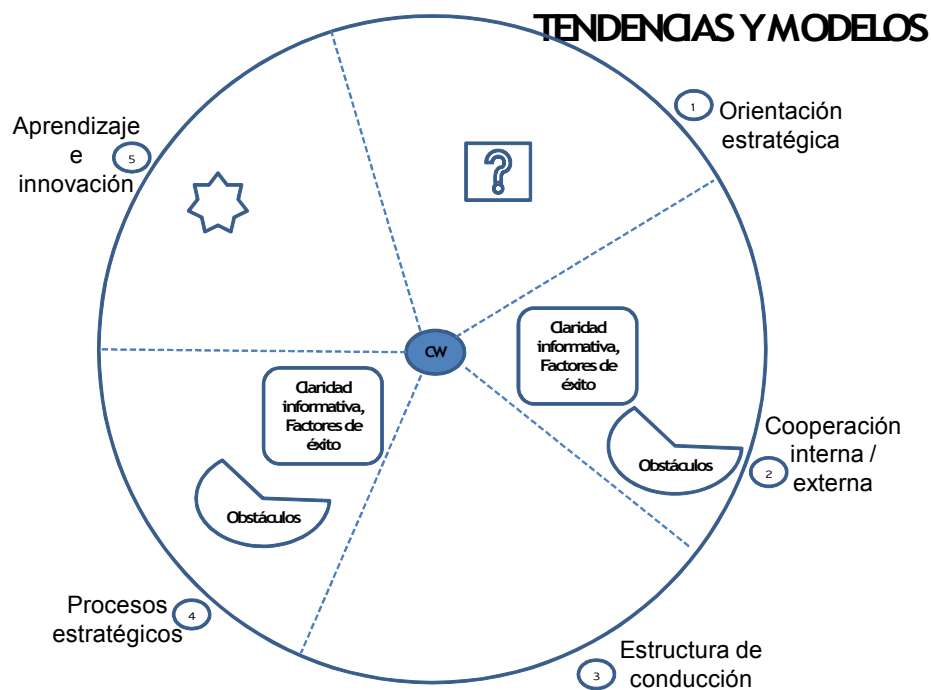 TENDENCIAS Y MODELOS
1
Orientación
estratégica
Aprendizaje
e
innovación
5
?
Claridad
informativa,
Factores de
éxito
CW
Claridad
informativa,
Factores de
éxito
Cooperación
interna /
externa
2
Obstáculos
Obstáculos
Procesos
estratégicos
4
Estructura de
conducción
3